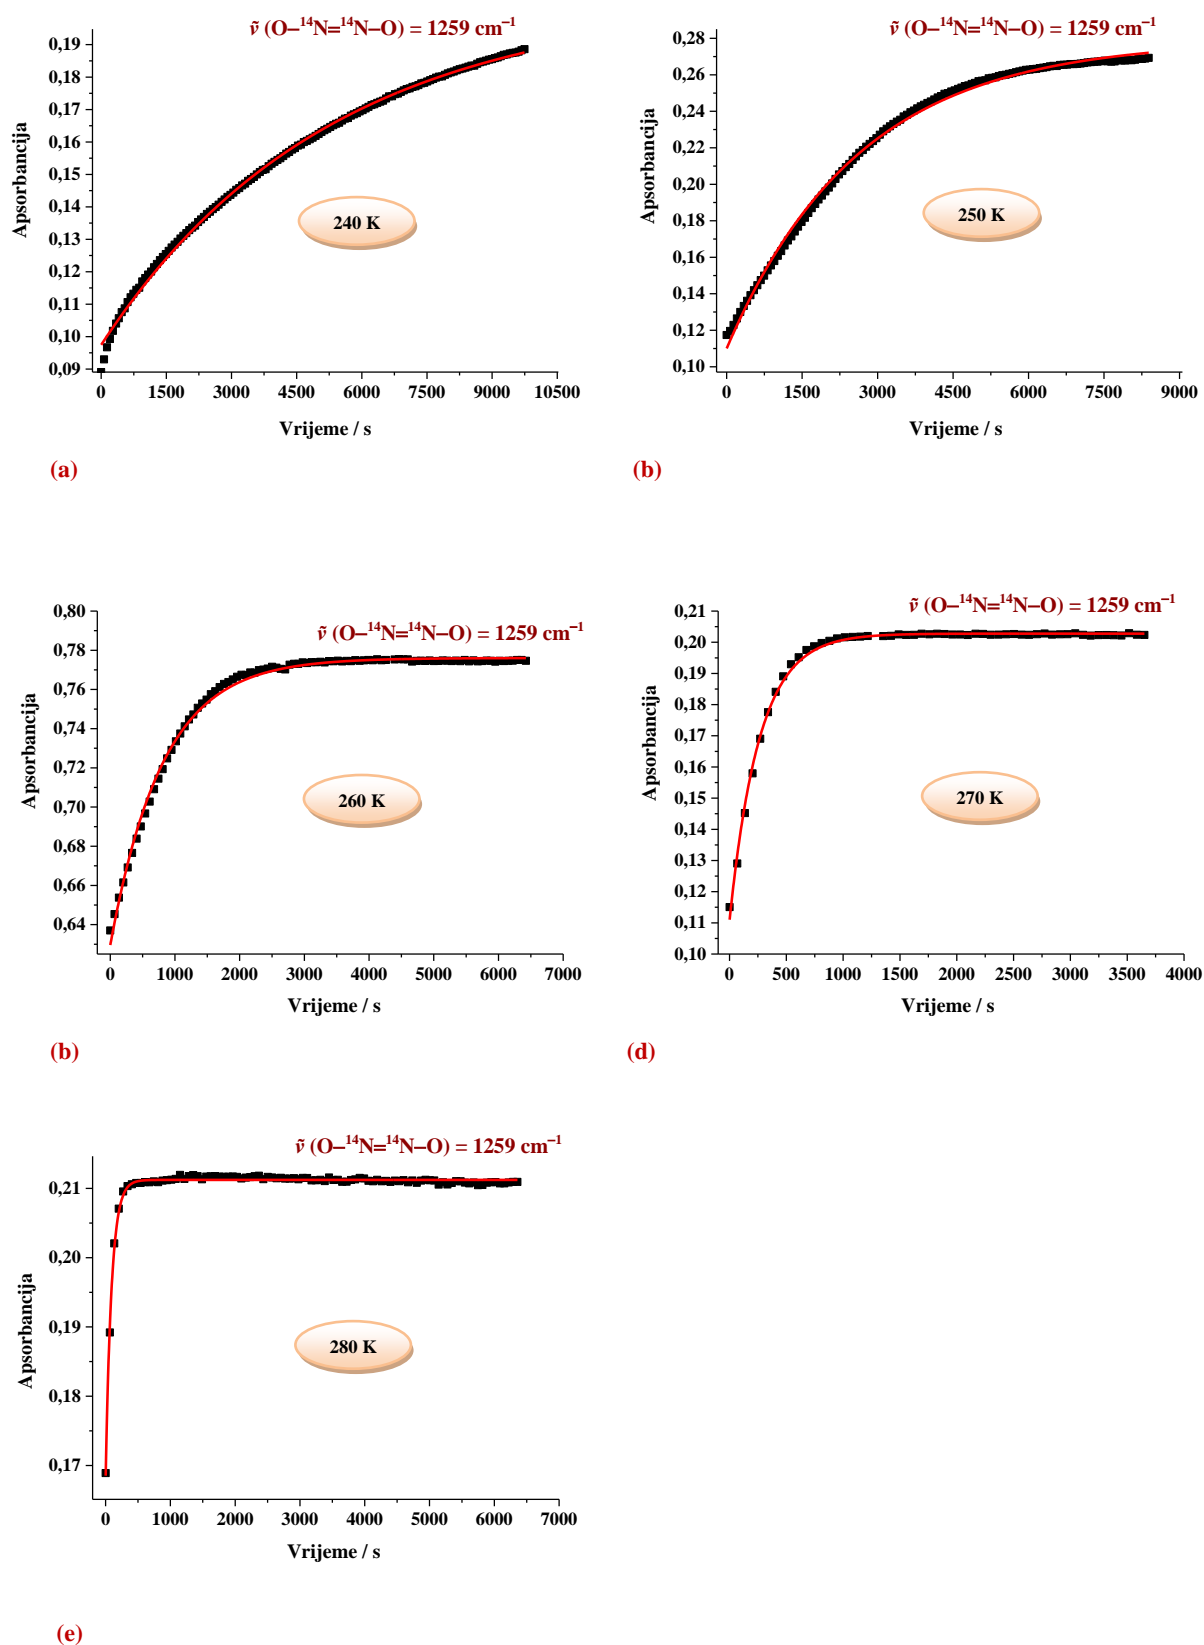 ṽ (O–¹⁴N=¹⁴N–O) = 1259 cm⁻¹
0,19
0,18
0,17
0,16
0,15
0,14
0,13
0,12
0,11
0,10
0,09
Apsorbancija
240 K
0 1500 3000 4500 6000 7500 9000 10500
Vrijeme / s
(a)
ṽ (O–¹⁴N=¹⁴N–O) = 1259 cm⁻¹
0,28
0,26
0,24
0,22
0,20
0,18
0,16
0,14
0,12
0,10
Apsorbancija
250 K
0 1500 3000 4500 6000 7500 9000
Vrijeme / s
(b)
ṽ (O–¹⁴N=¹⁴N–O) = 1259 cm⁻¹
0,80
0,78
0,76
0,74
0,72
0,70
0,68
0,66
0,64
Apsorbancija
260 K
0 1000 2000 3000 4000 5000 6000 7000
Vrijeme / s
(b)
ṽ (O–¹⁴N=¹⁴N–O) = 1259 cm⁻¹
0,21
0,20
0,19
0,18
0,17
0,16
0,15
0,14
0,13
0,12
0,11
0,10
Apsorbancija
270 K
0 500 1000 1500 2000 2500 3000 3500 4000
Vrijeme / s
(d)
ṽ (O–¹⁴N=¹⁴N–O) = 1259 cm⁻¹
0,21
0,20
0,19
0,18
0,17
Apsorbancija
280 K
0 1000 2000 3000 4000 5000 6000 7000
Vrijeme / s
(e)